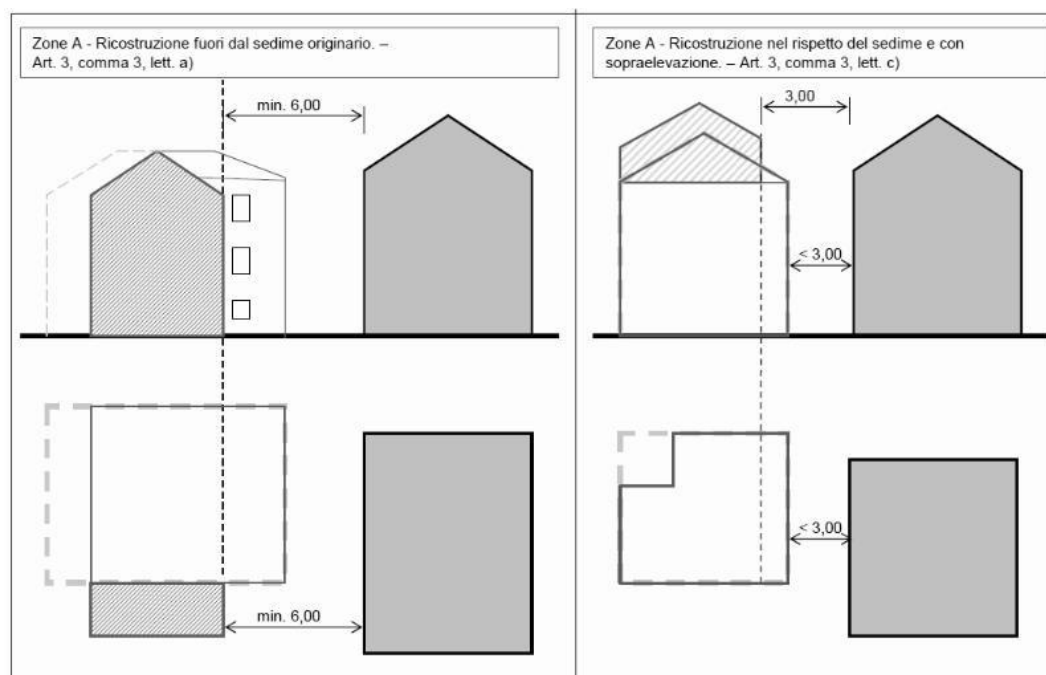 Zone A - Ricostruzione fuori dal sedime originario. –
Art. 3, comma 3, lett. a)
min. 6,00
min. 6,00
Zone A - Ricostruzione nel rispetto del sedime e con
sopraelevazione. – Art. 3, comma 3, lett. c)
3,00
< 3,00
< 3,00